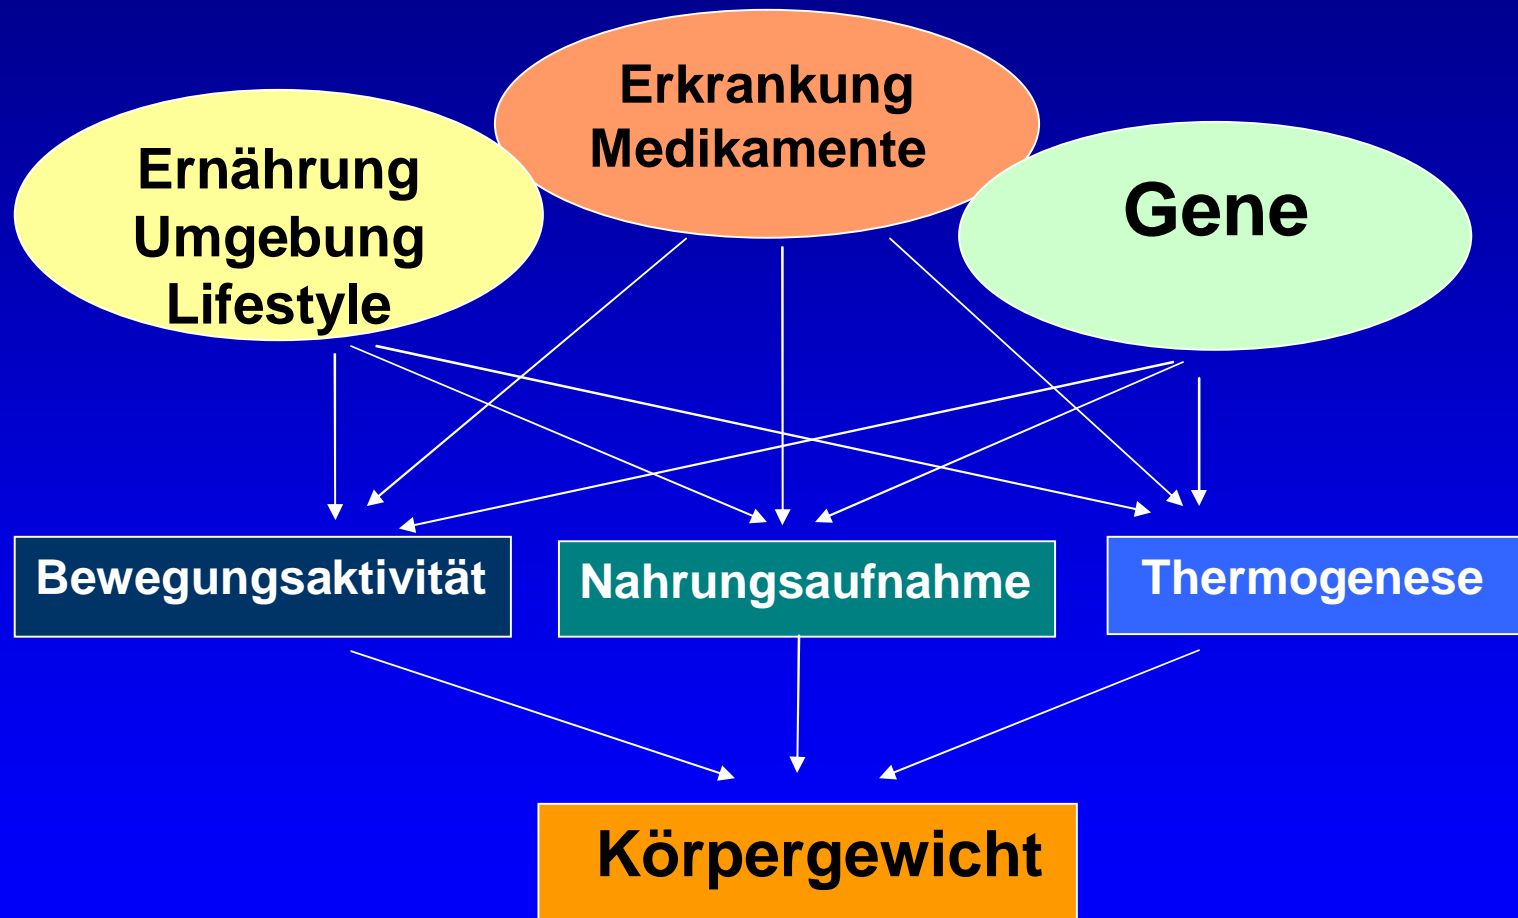 Erkrankung
Medikamente
Ernährung
Umgebung
Lifestyle
Gene
Bewegungsaktivität
Nahrungsaufnahme
Thermogenese
Körpergewicht